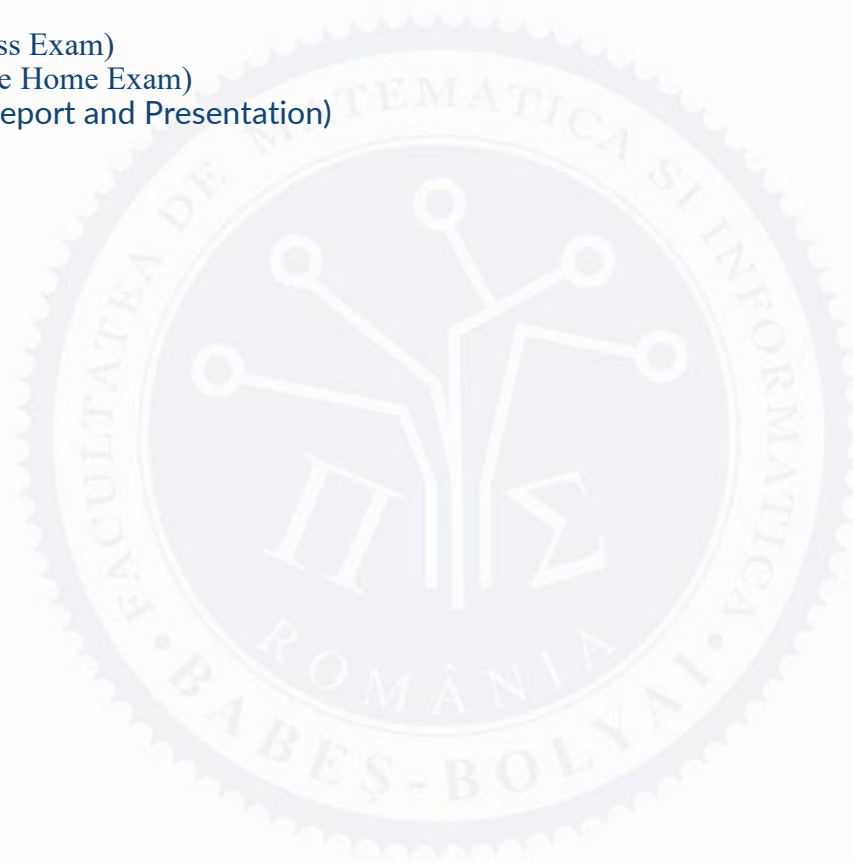 ss Exam)
e Home Exam)
eport and Presentation)
FACULTATEA DE MATEMATICA SI INFORMATICA
Π Σ
ROMÂNIA
• BABEŞ-BOLYAI •